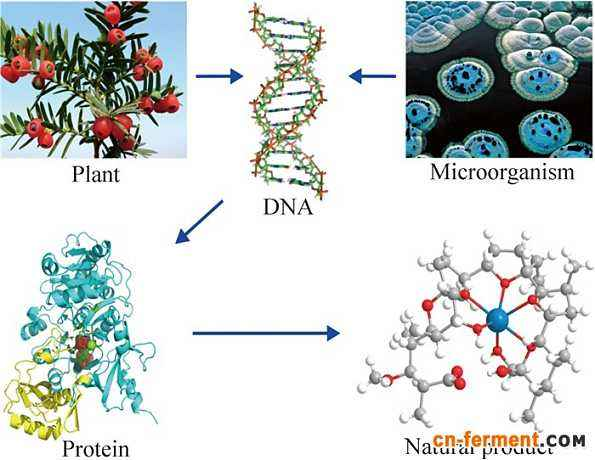 Plant
Microorganism
DNA
Protein
Natural product
cn-ferment.com